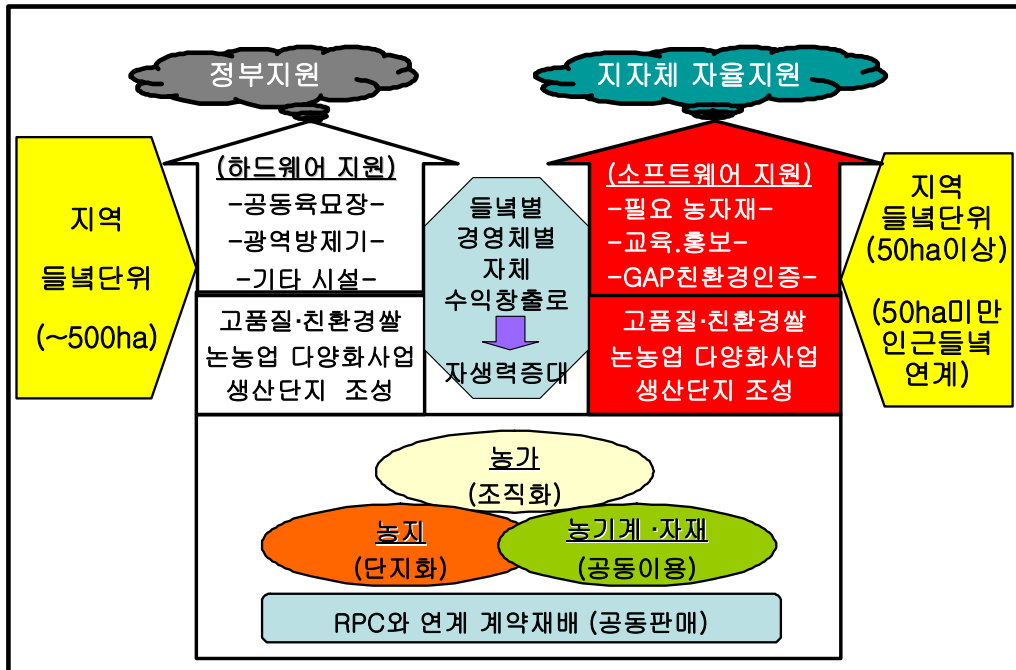 정부지원
지자체 자율지원
지역
들녘단위
(~500ha)
(하드웨어 지원)
-공동육묘장-
-광역방제기-
-기타 시설-
고품질·친환경쌀
논농업 다양화사업
생산단지 조성
들녘별
경영체별
자체
수익창출로
자생력증대
(소프트웨어 지원)
-필요 농자재-
-교육.홍보-
-GAP친환경인증-
고품질·친환경쌀
논농업 다양화사업
생산단지 조성
지역
들녘단위
(50ha이상)
(50ha미만
인근들녘
연계)
농가
(조직화)
농지
(단지화)
농기계 ·자재
(공동이용)
RPC와 연계 계약재배 (공동판매)